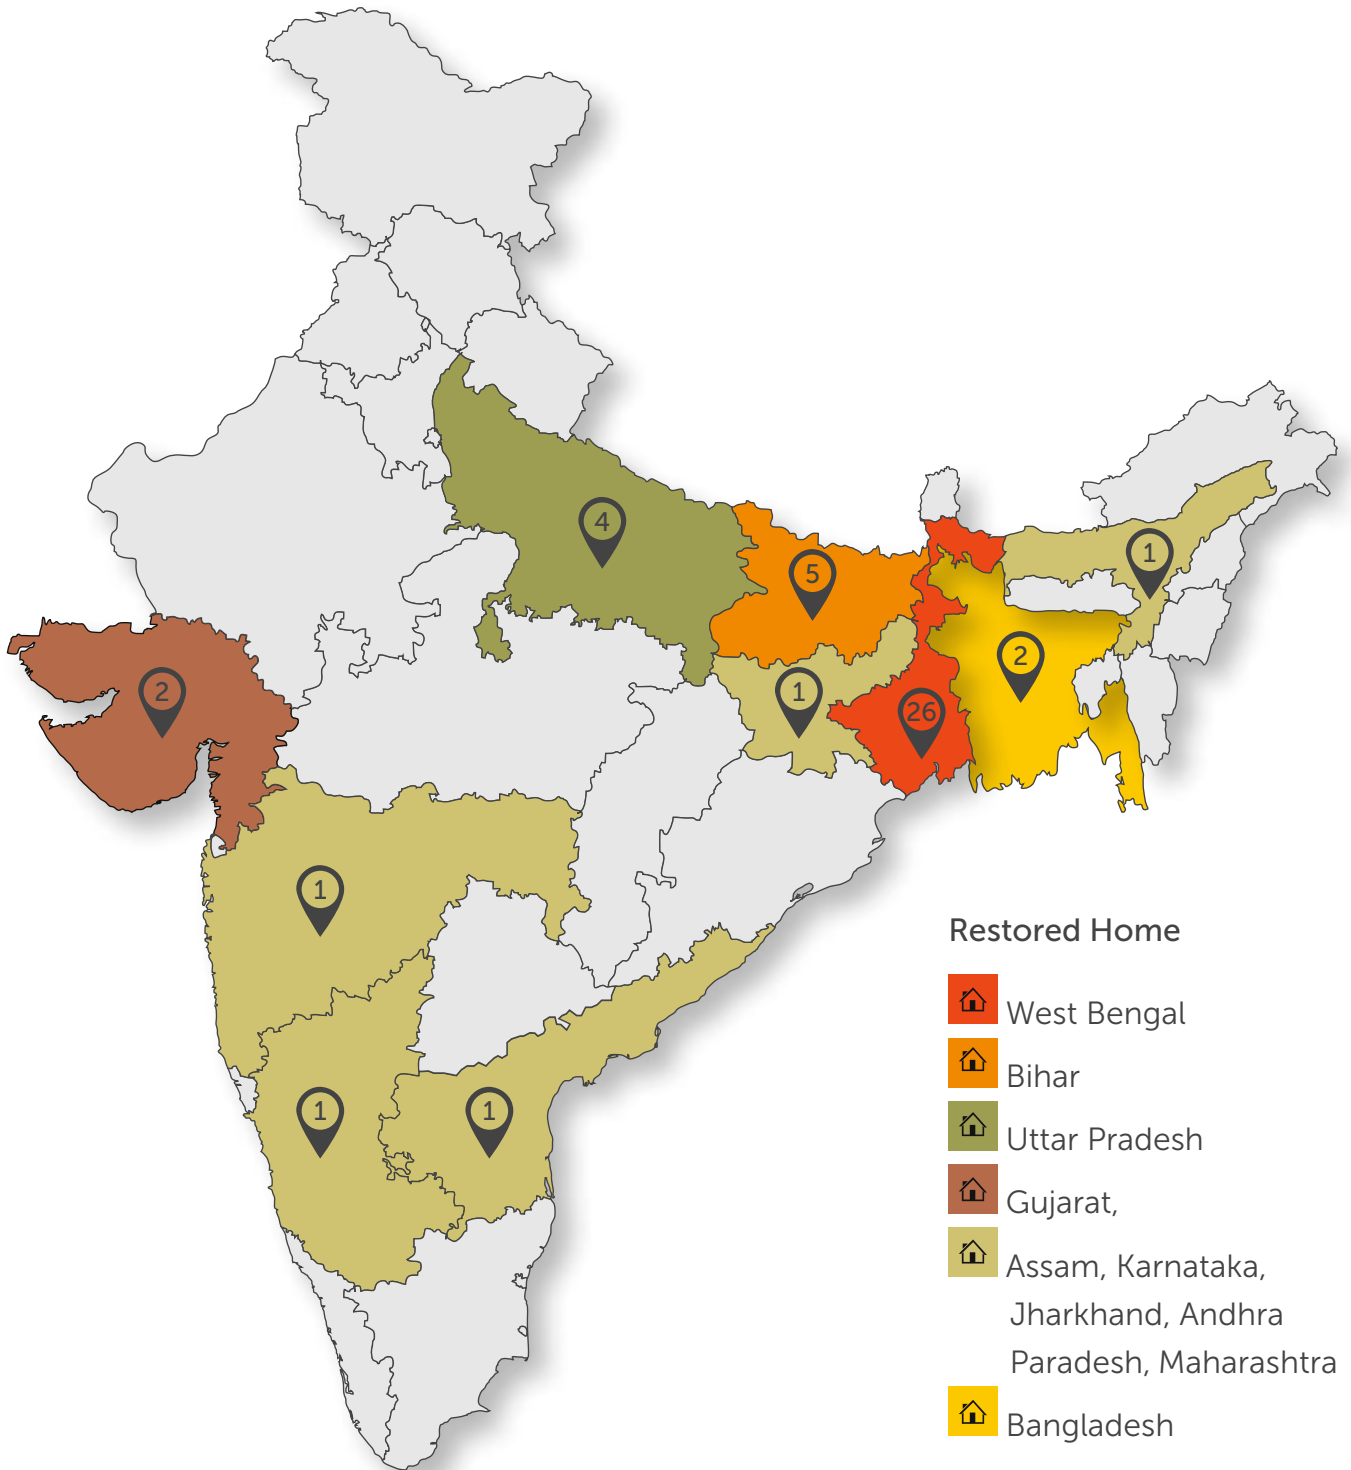 4
1
5
2
2
1
26
1
1
1
Restored Home
West Bengal
Bihar
Uttar Pradesh
Gujarat,
Assam, Karnataka,
Jharkhand, Andhra
Paradesh, Maharashtra
Bangladesh